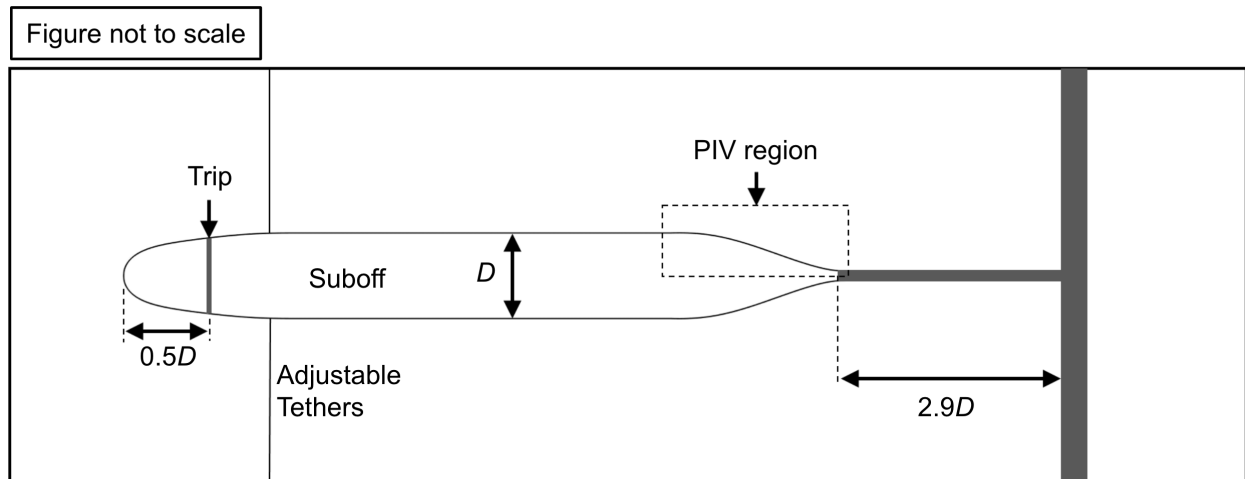 Figure not to scale
PIV region
Trip
Suboff
D
0.5D
Adjustable
Tethers
2.9D